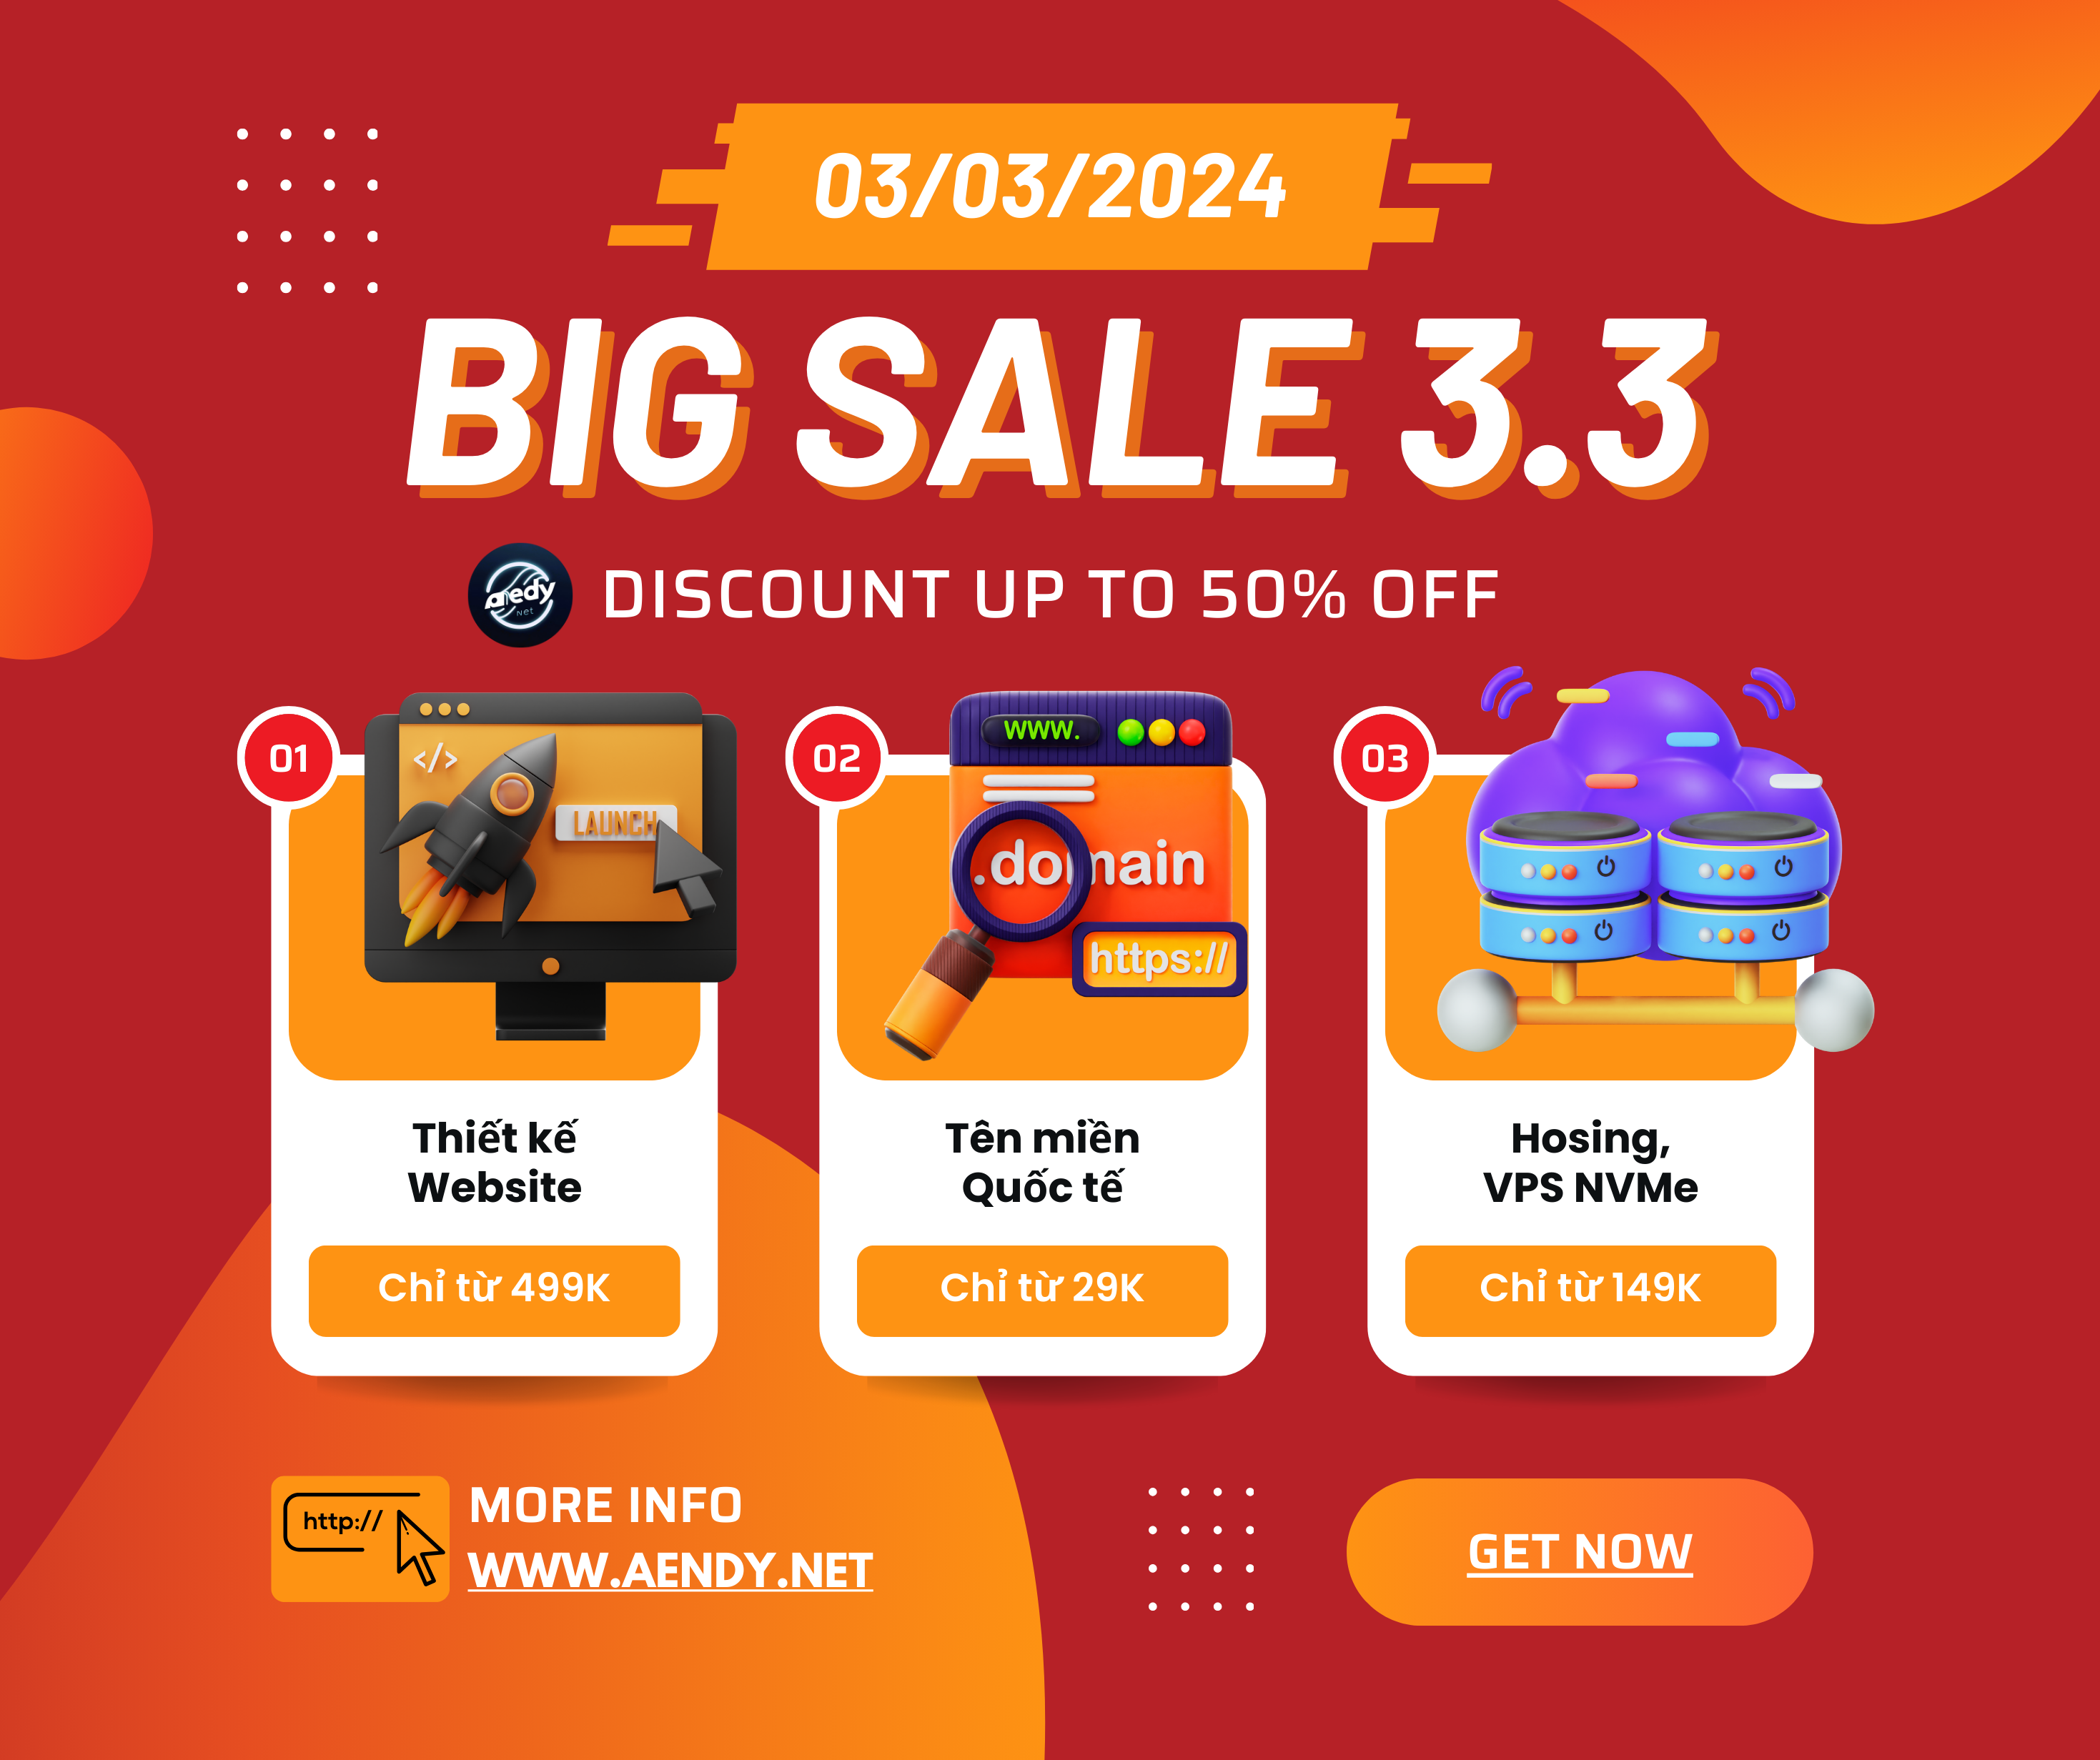 03/03/2024
BIG SALE 3.3
aedy
Net
DISCOUNT UP TO 50% OFF
01
</>
LAUNCH
02
www.
.domain
https://
03
Thiết kế
Website
Chỉ từ 499K
Tên miền
Quốc tế
Chỉ từ 29K
Hosing,
VPS NVMe
Chỉ từ 149K
http://
MORE INFO
WWW.AENDY.NET
GET NOW